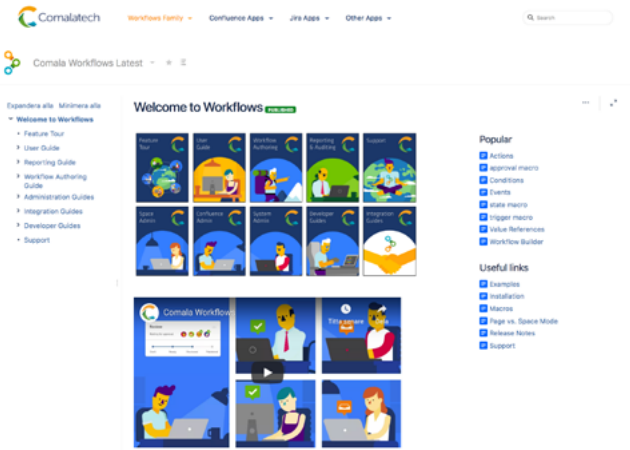 Comalatech
Workflows Family
Confluence Apps
Jira Apps
Other Apps
Search
Comala Workflows Latest
Expandera alla Minimera alla
Welcome to Workflows
Feature Tour
User Guide
Reporting Guide
Workflow Authoring
Guide
Administration Guides
Integration Guides
Developer Guides
Support
Welcome to Workflows PUBLISHED
Feature
Tour
User
Guide
Workflow
Authoring
Reporting
& Auditing
Support
Space
Admin
Confluence
Admin
System
Admin
Developer
Guides
Integration
Guides
Comala Workflows
Titta senare
Dela
Popular
Actions
approval macro
Conditions
Events
state macro
trigger macro
Value References
Workflow Builder
Useful links
Examples
Installation
Macros
Page vs. Space Mode
Release Notes
Support